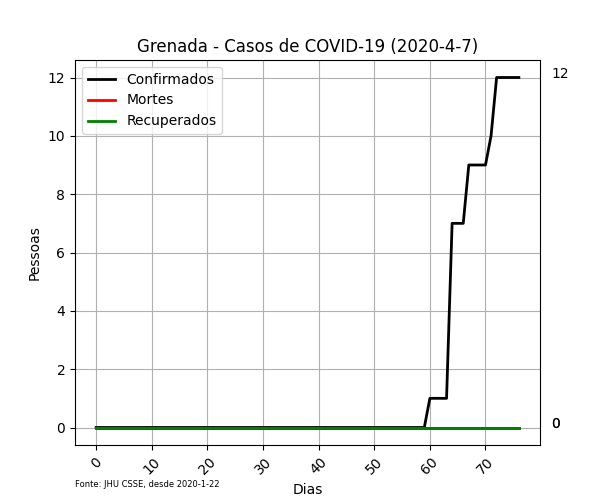 Grenada - Casos de COVID-19 (2020-4-7)
Confirmados
Mortes
Recuperados
12
10
8
6
4
2
0
12
0
Pessoas
0 10 20 30 40 50 60 70
Dias
Fonte: JHU CSSE, desde 2020-1-22